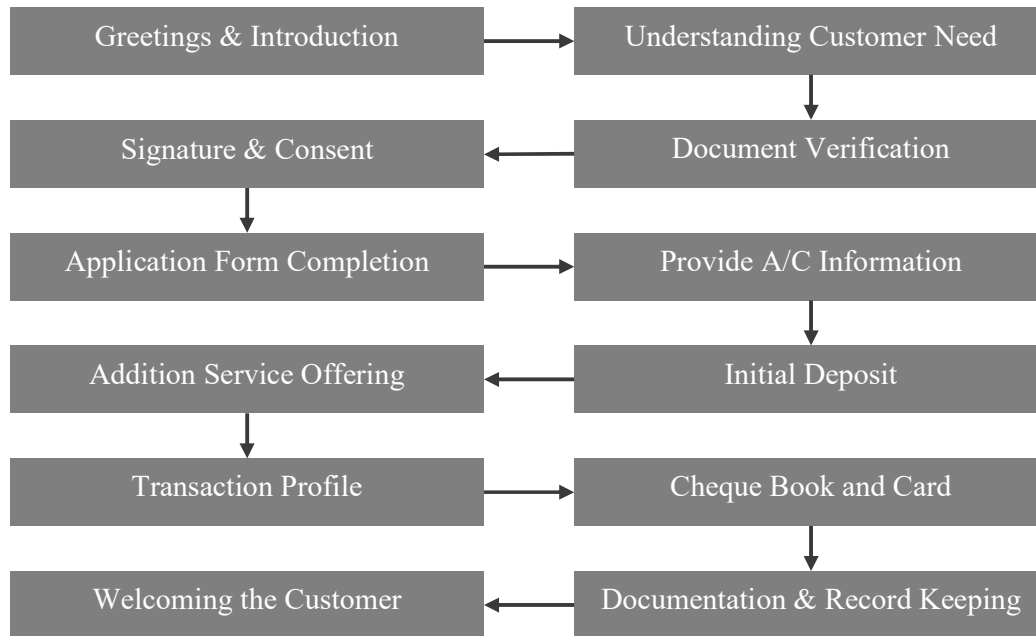 Greetings & Introduction
Understanding Customer Need
Signature & Consent
Document Verification
Application Form Completion
Provide A/C Information
Addition Service Offering
Initial Deposit
Transaction Profile
Cheque Book and Card
Welcoming the Customer
Documentation & Record Keeping